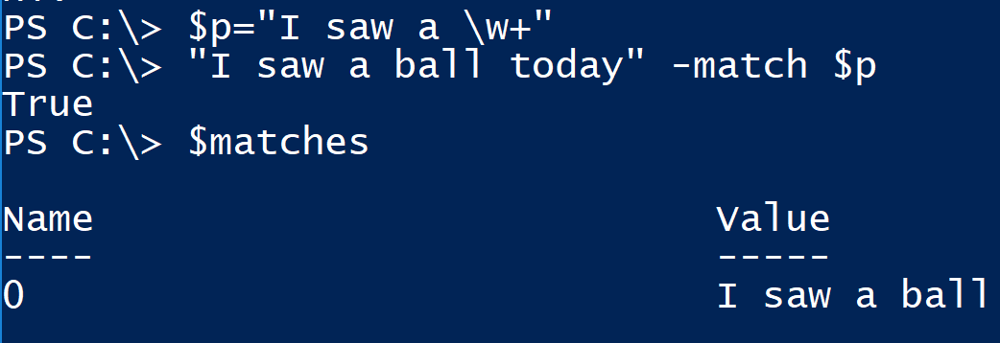 PS C:\> $p="I saw a \w+"
PS C:\> "I saw a ball today" -match $p
True
PS C:\> $matches
Name Value
---- -----
0 I saw a ball